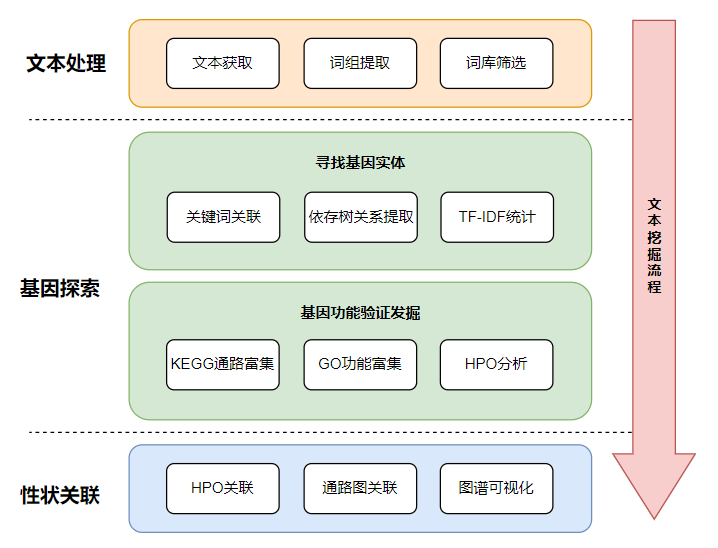 文本处理
文本获取
词组提取
词库筛选
基因探索
寻找基因实体
关键词关联
依存树关系提取
TF-IDF统计
基因功能验证发掘
KEGG通路富集
GO功能富集
HPO分析
性状关联
HPO关联
通路图关联
图谱可视化
文本挖掘流程